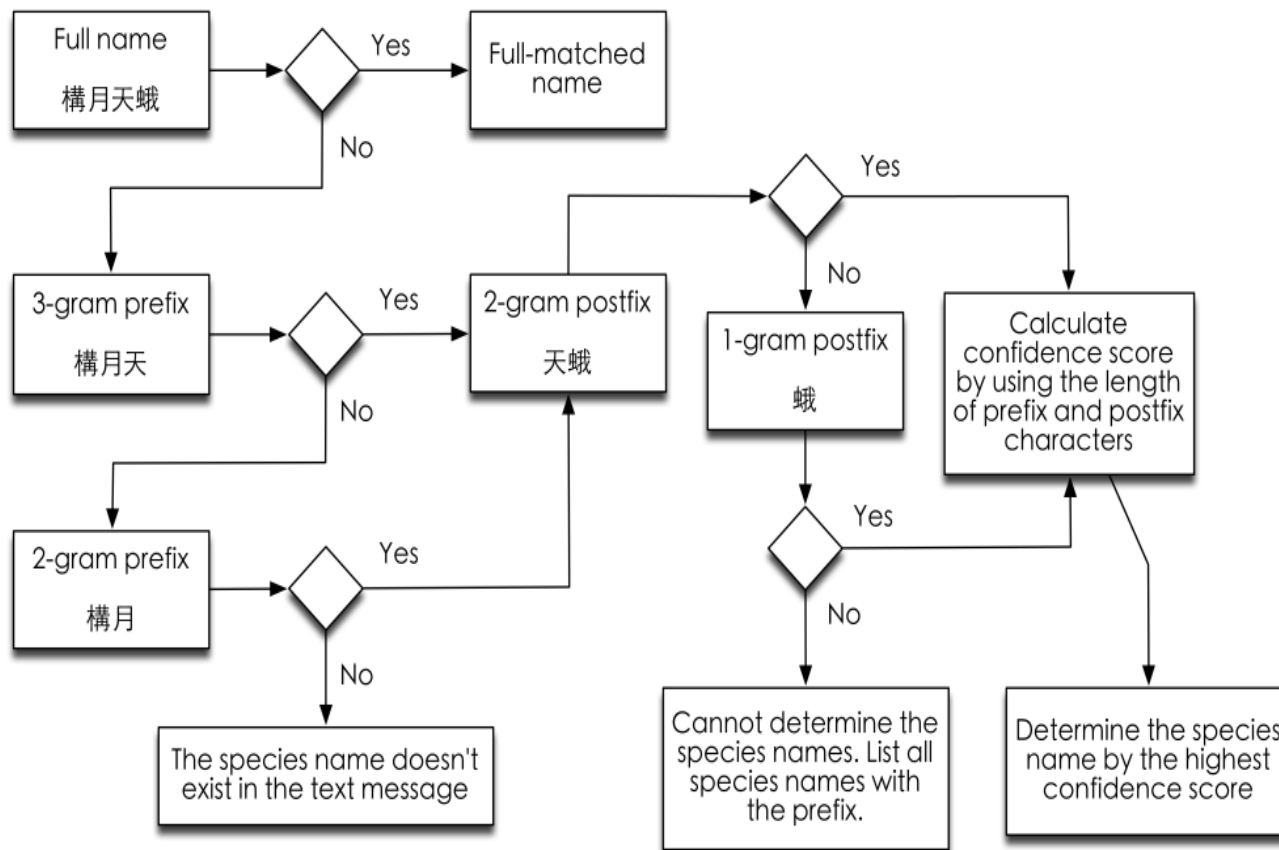 Full name
構月天蛾
Yes
Full-matched
name
No
Yes
No
3-gram prefix
構月天
Yes
No
2-gram postfix
天蛾
1-gram postfix
蛾
Calculate
confidence score
by using the length
of prefix and postfix
characters
2-gram prefix
構月
Yes
No
Yes
No
The species name doesn't
exist in the text message
Cannot determine the
species names. List all
species names with
the prefix.
Determine the species
name by the highest
confidence score